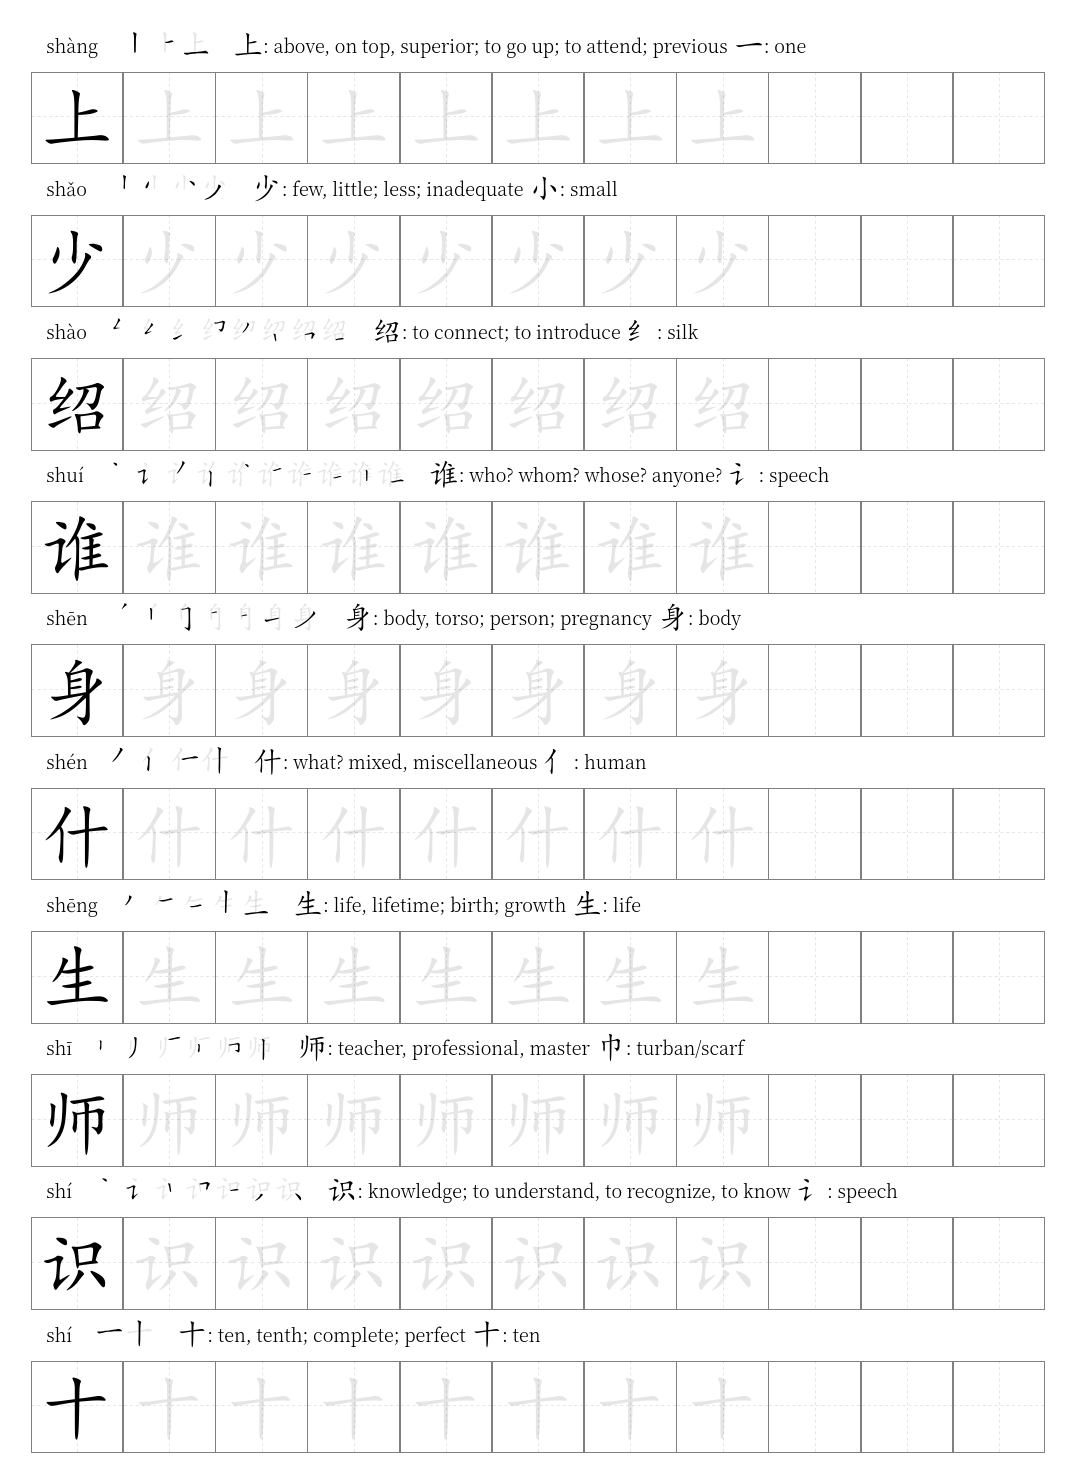 shàng 上: above, on top, superior; to go up; to attend; previous 一: one
上 上 上 上 上 上 上 上
shǎo 少: few, little; less; inadequate 小: small
少 少 少 少 少 少 少 少
shào 绍: to connect; to introduce 纟: silk
绍 绍 绍 绍 绍 绍 绍 绍
shuí 谁: who? whom? whose? anyone? 讠: speech
谁 谁 谁 谁 谁 谁 谁 谁
shēn 身: body, torso; person; pregnancy 身: body
身 身 身 身 身 身 身 身
shén 什: what? mixed, miscellaneous 亻: human
什 什 什 什 什 什 什 什
shēng 生: life, lifetime; birth; growth 生: life
生 生 生 生 生 生 生 生
shī 师: teacher, professional, master 巾: turban/scarf
师 师 师 师 师 师 师 师
shí 识: knowledge; to understand, to recognize, to know 讠: speech
识 识 识 识 识 识 识 识
shí 十: ten, tenth; complete; perfect 十: ten
十 十 十 十 十 十 十 十